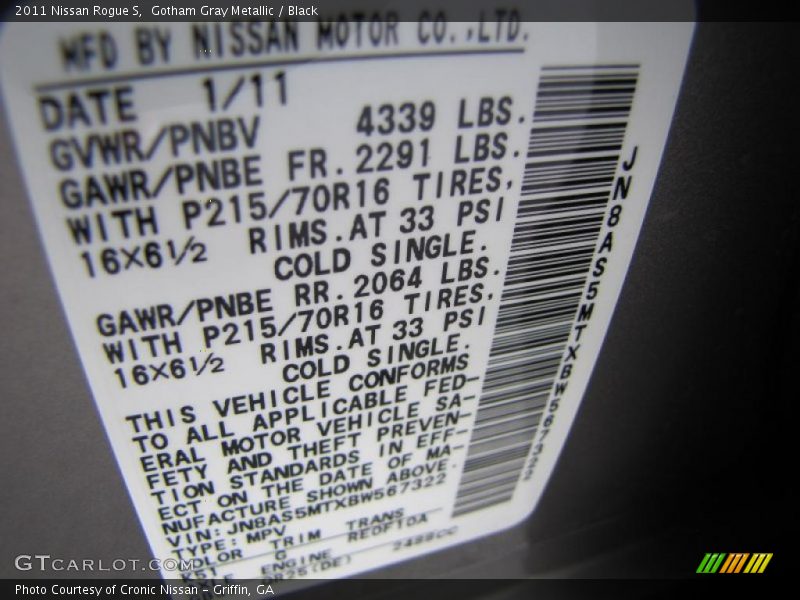 2011 Nissan Rogue S,  Gotham Gray Metallic / Black
MFD BY NISSAN MOTOR CO.,LTD.
DATE 1/11
GVWR/PNBV 4339 LBS.
GAWR/PNBE FR. 2291 LBS.
WITH P215/70R16 TIRES,
16X6½ RIMS.AT 33 PSI
COLD SINGLE.
GAWR/PNBE RR. 2064 LBS.
WITH P215/70R16 TIRES.
16X6½ RIMS.AT 33 PSI
COLD SINGLE.
THIS VEHICLE CONFORMS
TO ALL APPLICABLE FED-
ERAL MOTOR VEHICLE SA-
FETY AND THEFT PREVEN-
TION STANDARDS IN EFF-
ECT ON THE DATE OF MA-
NUFACTURE SHOWN ABOVE.
VIN: JN8AS5MTXBW567322
TYPE: MPV
COLOR TRIM TRANS
G REDF10A
ENGINE 2488CC
JN8AS5MTXBW567322
GTCARLOT.COM
Photo Courtesy of Cronic Nissan – Griffin, GA